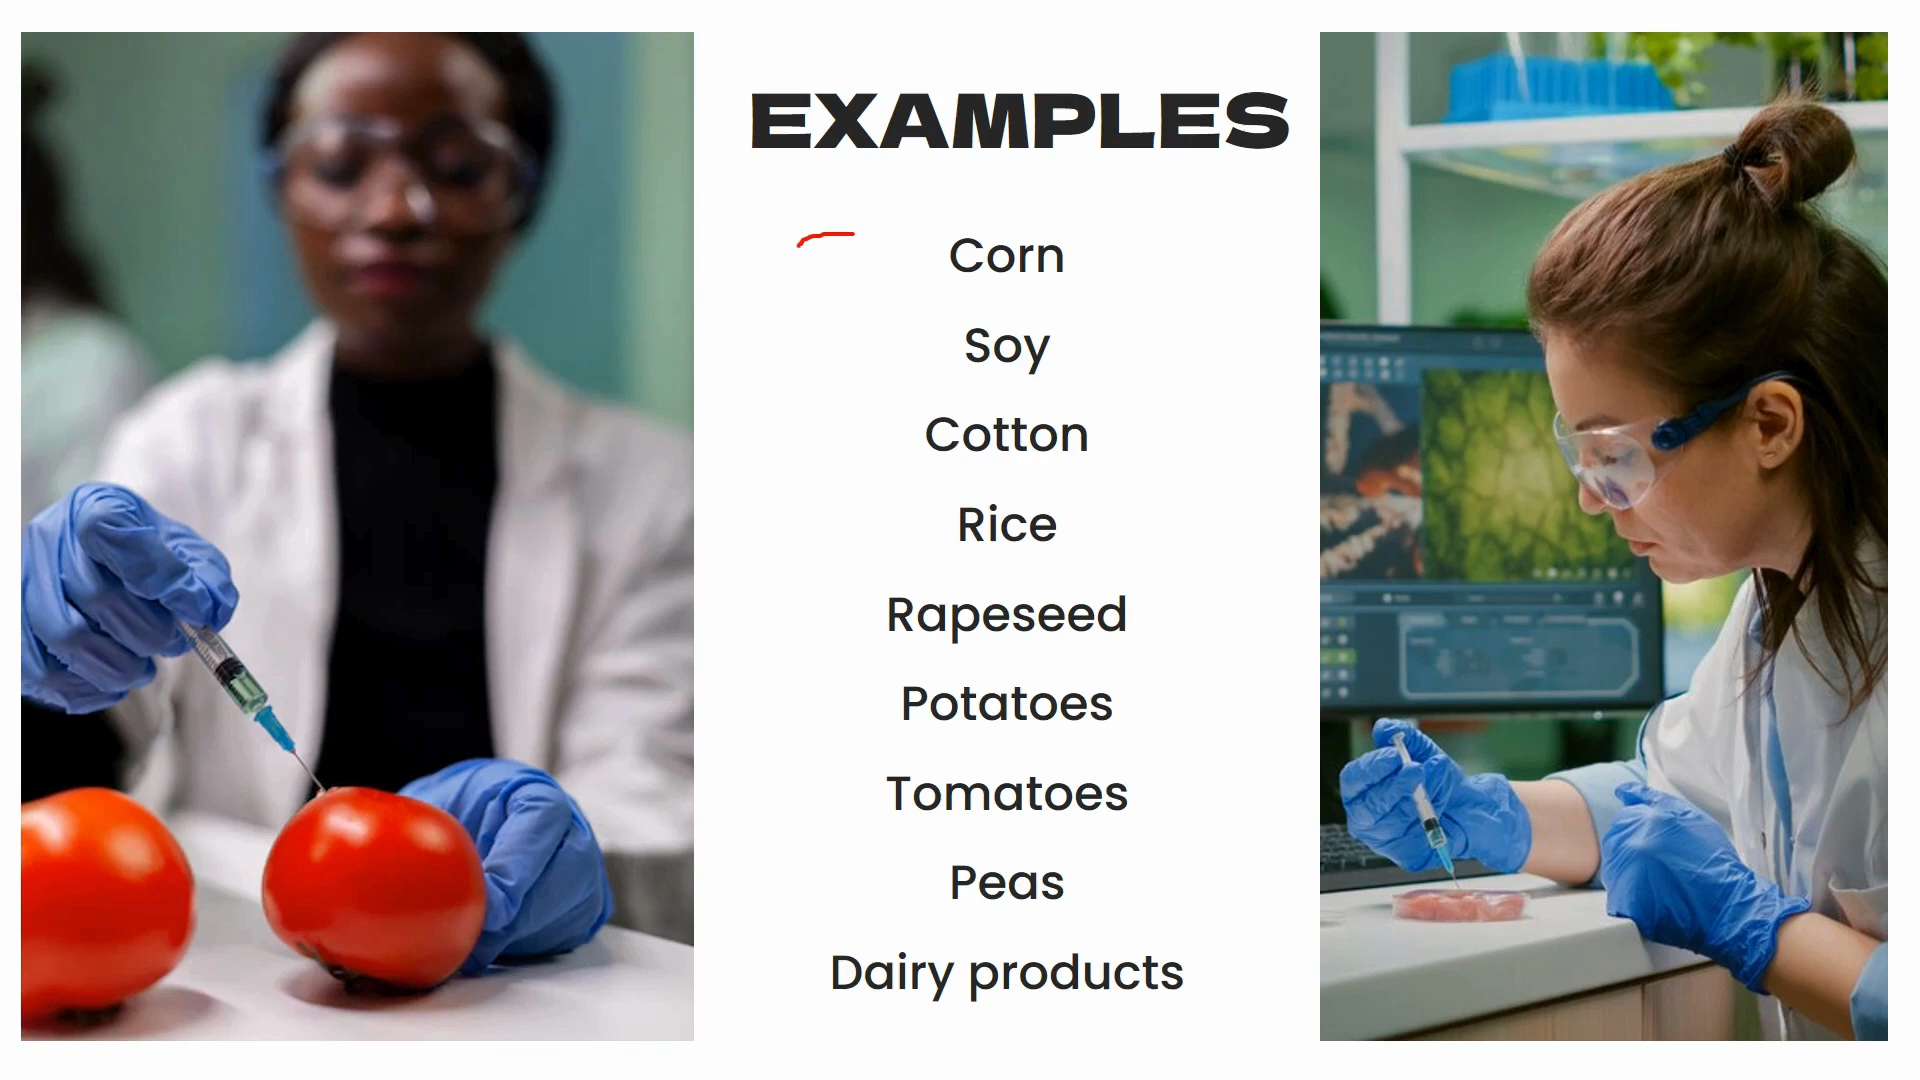 EXAMPLES
Corn
Soy
Cotton
Rice
Rapeseed
Potatoes
Tomatoes
Peas
Dairy products